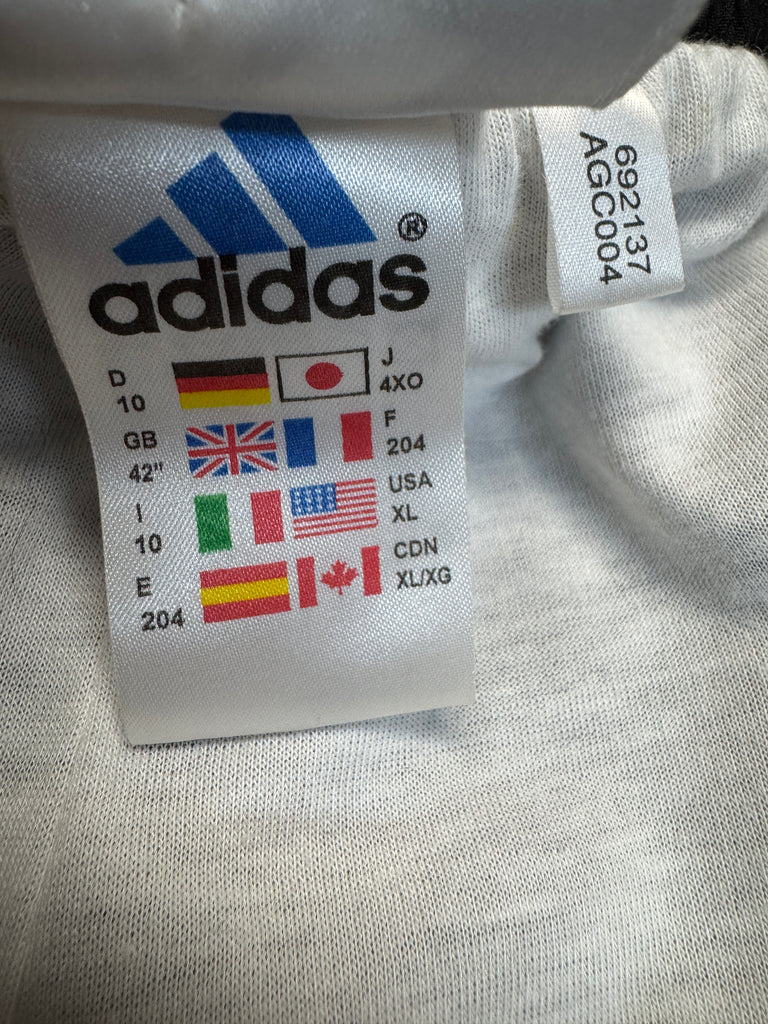 adidas®
D
10
J
4XO
GB
42"
F
204
I
10
USA
XL
E
204
CDN
XL/XG
692137
AGC004